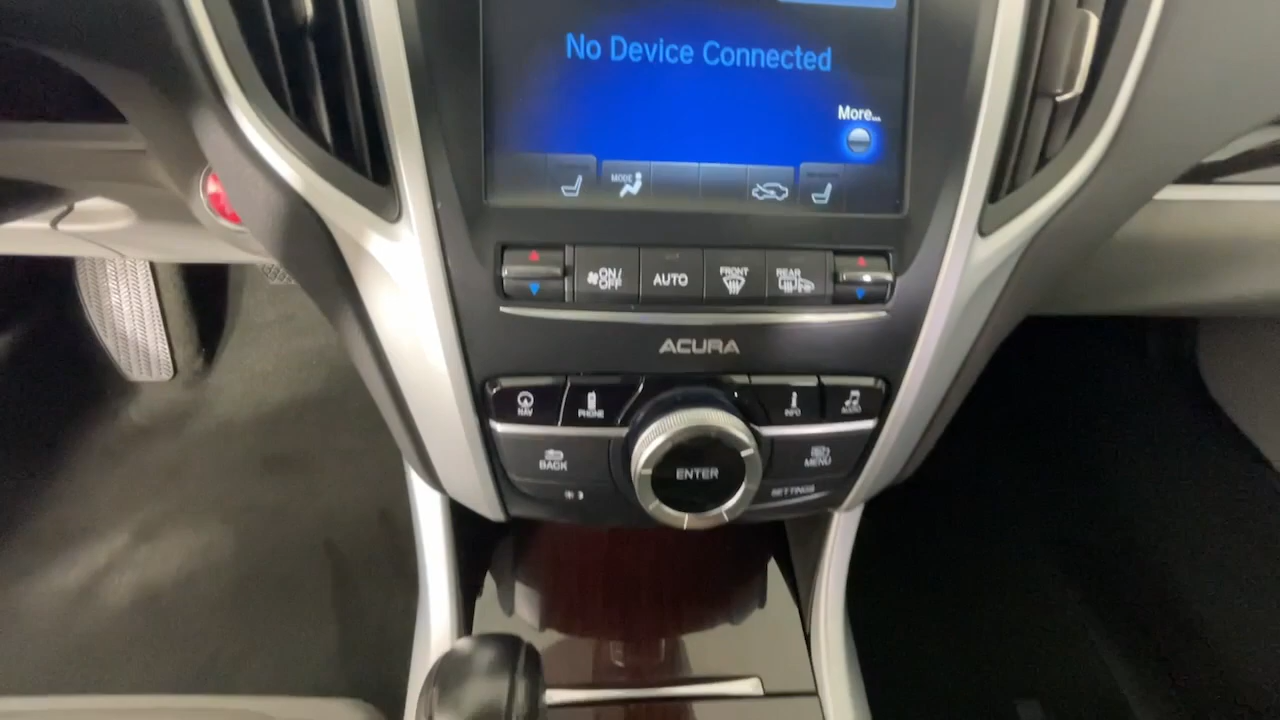 No Device Connected
More...
MODE
ON/
OFF
AUTO
FRONT
REAR
ACURA
NAV
PHONE
INFO
AUDIO
BACK
ENTER
MENU
SETTINGS